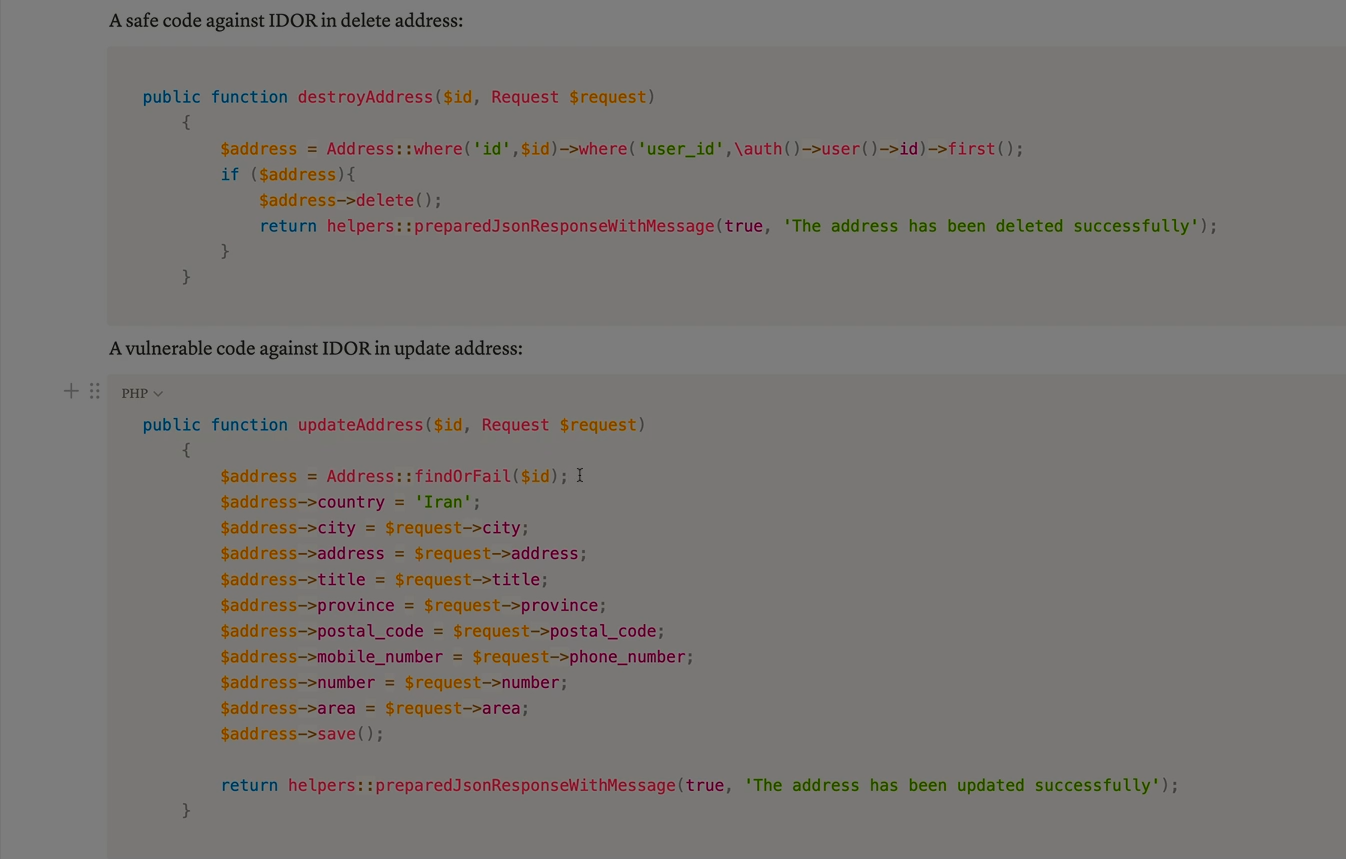 A safe code against IDOR in delete address:
public function destroyAddress($id, Request $request)
{
$address = Address::where('id',$id)->where('user_id',\auth()->user()->id)->first();
if ($address){
$address->delete();
return helpers::preparedJsonResponseWithMessage(true, 'The address has been deleted successfully');
}
}
A vulnerable code against IDOR in update address:
PHP
public function updateAddress($id, Request $request)
{
$address = Address::findOrFail($id);
$address->country = 'Iran';
$address->city = $request->city;
$address->address = $request->address;
$address->title = $request->title;
$address->province = $request->province;
$address->postal_code = $request->postal_code;
$address->mobile_number = $request->phone_number;
$address->number = $request->number;
$address->area = $request->area;
$address->save();
return helpers::preparedJsonResponseWithMessage(true, 'The address has been updated successfully');
}